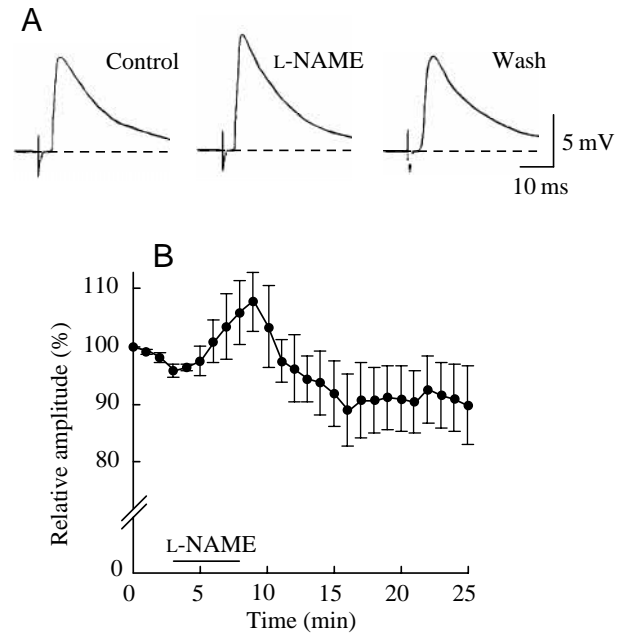 A
Control
L-NAME
Wash
5 mV
10 ms
B
Relative amplitude (%)
110
100
90
80
0
L-NAME
0 5 10 15 20 25
Time (min)